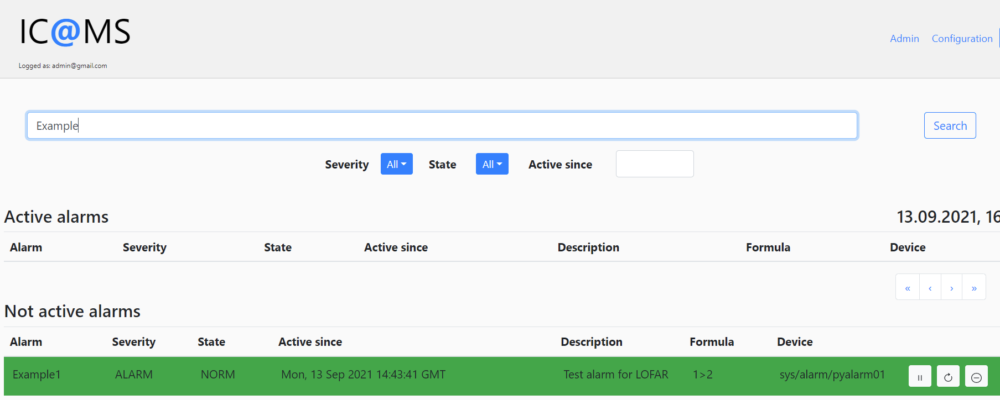 IC@MS
Admin Configuration
Logged as: admin@gmail.com
Example
Search
Severity All State All Active since
Active alarms 13.09.2021, 16
Alarm Severity State Active since Description Formula Device
« ‹ › »
Not active alarms
Alarm Severity State Active since Description Formula Device
Example1 ALARM NORM Mon, 13 Sep 2021 14:43:41 GMT Test alarm for LOFAR 1>2 sys/alarm/pyalarm01